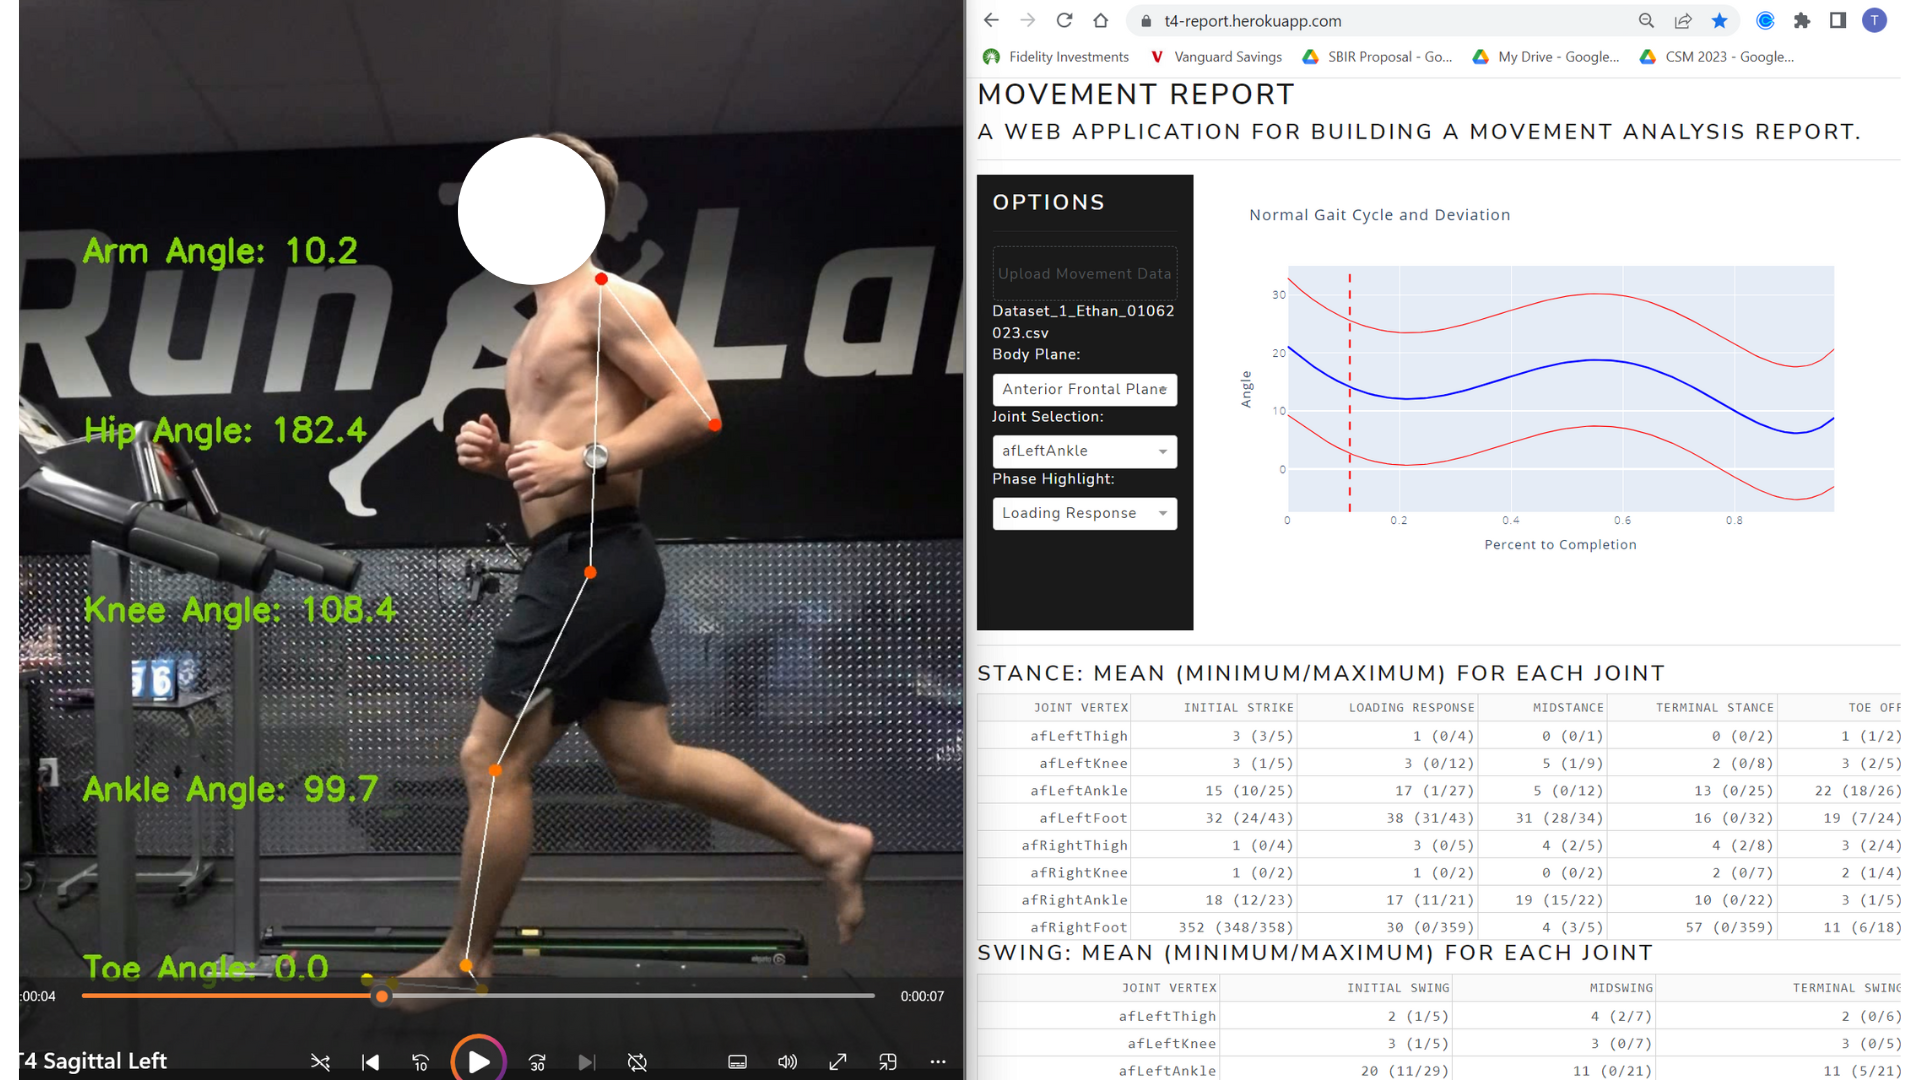 Run La
Arm Angle: 10.2
Hip Angle: 182.4
Knee Angle: 108.4
Ankle Angle: 99.7
Toe Angle: 0.0
:00:04
0:00:07
T4 Sagittal Left
10
30
t4-report.herokuapp.com
T
Fidelity Investments
Vanguard Savings
SBIR Proposal - Go...
My Drive - Google...
CSM 2023 - Google...
MOVEMENT REPORT
A WEB APPLICATION FOR BUILDING A MOVEMENT ANALYSIS REPORT.
OPTIONS
Upload Movement Data
Dataset_1_Ethan_01062
023.csv
Body Plane:
Anterior Frontal Plane
Joint Selection:
afLeftAnkle
Phase Highlight:
Loading Response
Normal Gait Cycle and Deviation
Angle
30
20
10
0
0 0.2 0.4 0.6 0.8
Percent to Completion
STANCE: MEAN (MINIMUM/MAXIMUM) FOR EACH JOINT
JOINT VERTEX INITIAL STRIKE LOADING RESPONSE MIDSTANCE TERMINAL STANCE TOE OFF
afLeftThigh 3 (3/5) 1 (0/4) 0 (0/1) 0 (0/2) 1 (1/2)
afLeftKnee 3 (1/5) 3 (0/12) 5 (1/9) 2 (0/8) 3 (2/5)
afLeftAnkle 15 (10/25) 17 (1/27) 5 (0/12) 13 (0/25) 22 (18/26)
afLeftFoot 32 (24/43) 38 (31/43) 31 (28/34) 16 (0/32) 19 (7/24)
afRightThigh 1 (0/4) 3 (0/5) 4 (2/5) 4 (2/8) 3 (2/4)
afRightKnee 1 (0/2) 1 (0/2) 0 (0/2) 2 (0/7) 2 (1/4)
afRightAnkle 18 (12/23) 17 (11/21) 19 (15/22) 10 (0/22) 3 (1/5)
afRightFoot 352 (348/358) 30 (0/359) 4 (3/5) 57 (0/359) 11 (6/18)
SWING: MEAN (MINIMUM/MAXIMUM) FOR EACH JOINT
JOINT VERTEX INITIAL SWING MIDSWING TERMINAL SWING
afLeftThigh 2 (1/5) 4 (2/7) 2 (0/6)
afLeftKnee 3 (1/5) 3 (0/7) 3 (0/5)
afLeftAnkle 20 (11/29) 11 (0/21) 11 (5/21)